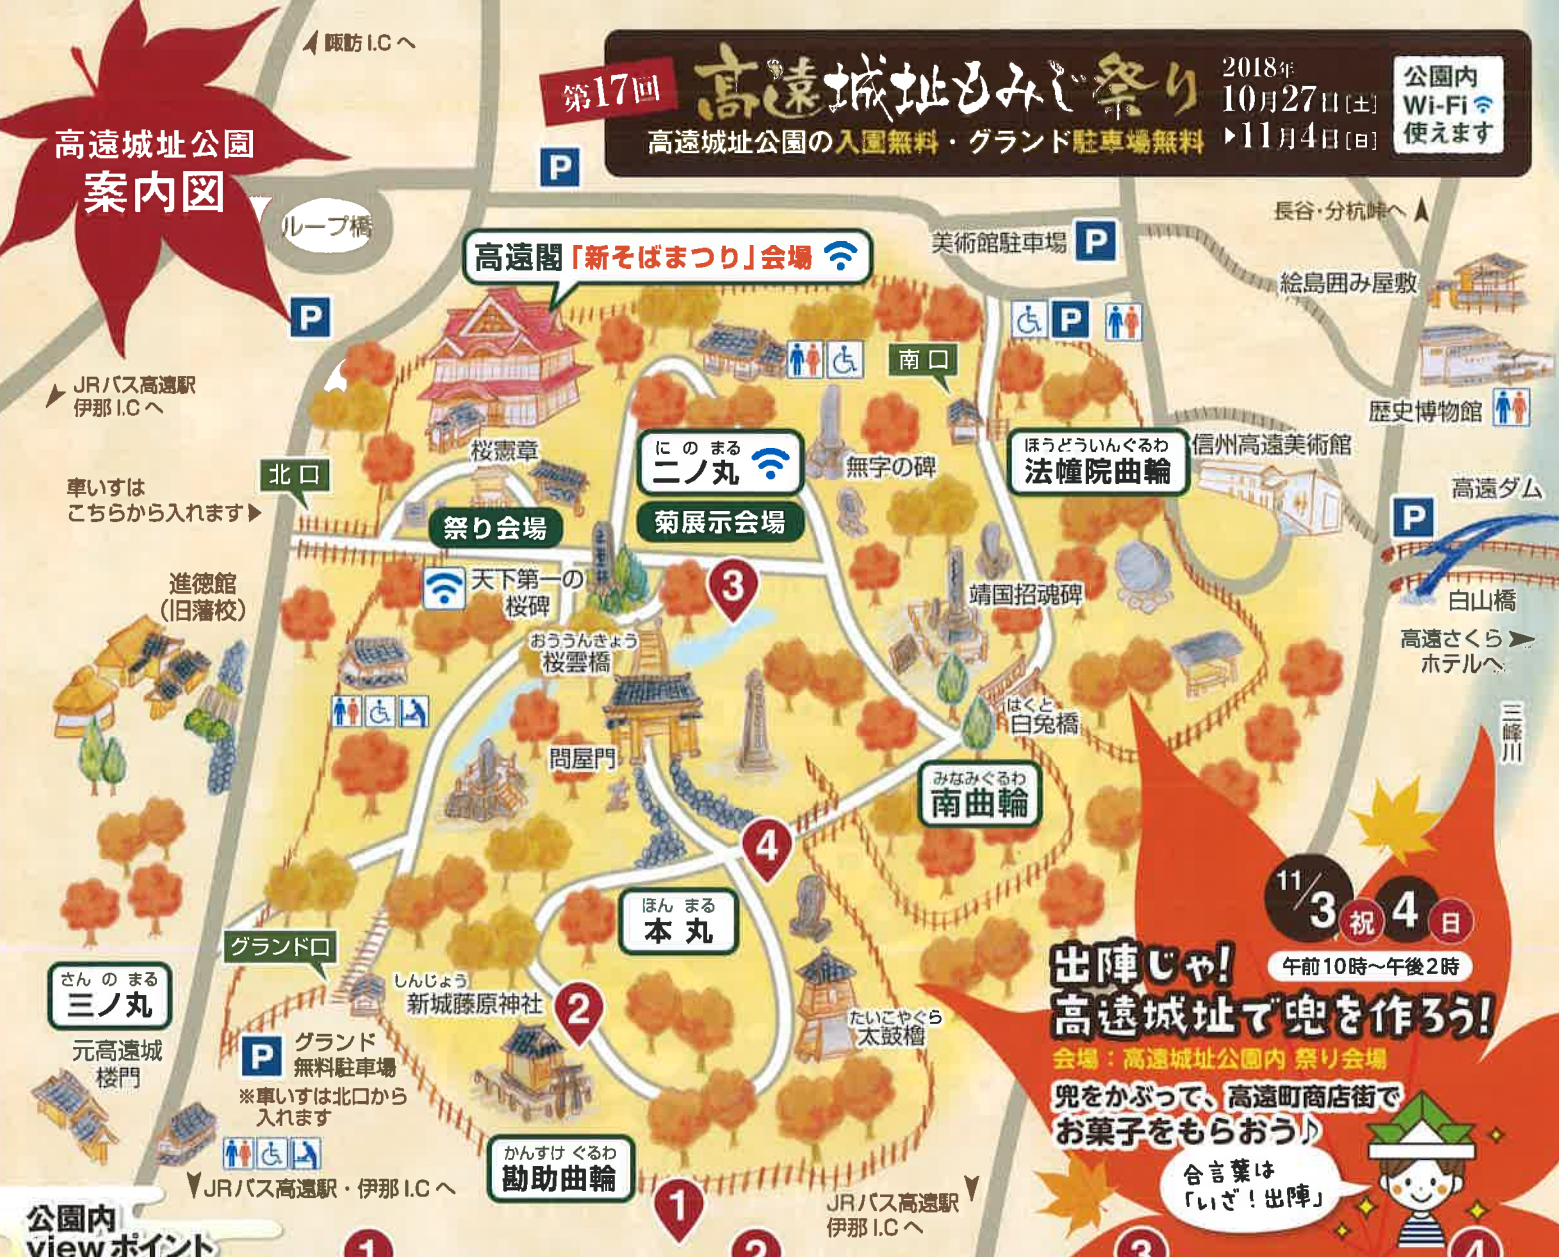 諏訪I.Cへ
第17回
高遠城址もみじ祭り
高遠城址公園の入園無料・グランド駐車場無料
2018年
10月27日[土]
▶11月4日[日]
公園内
Wi-Fi
使えます
高遠城址公園
案内図
ループ橋
P
P
高遠閣「新そばまつり」会場
美術館駐車場 P
長谷・分杭峠へ
絵島囲み屋敷
P
南口
JRバス高遠駅
伊那I.Cへ
歴史博物館
桜憲章
にのまる
二ノ丸
菊展示会場
無字の碑
ほうどういんぐるわ
法幢院曲輪
信州高遠美術館
高遠ダム
P
北口
車いすは
こちらから入れます▶
祭り会場
天下第一の
桜碑
3
靖国招魂碑
白山橋
高遠さくら
ホテルへ
進徳館
(旧藩校)
おううんきょう
桜雲橋
はくと
白兎橋
三峰川
問屋門
みなみぐるわ
南曲輪
4
ほんまる
本丸
グランド口
さんのまる
三ノ丸
元高遠城
楼門
しんじょう
新城藤原神社
2
たいこやぐら
太鼓櫓
P
グランド
無料駐車場
※車いすは北口から
入れます
かんすけぐるわ
勘助曲輪
1
JRバス高遠駅・伊那I.Cへ
JRバス高遠駅
伊那I.Cへ
11/3祝4日
午前10時〜午後2時
出陣じゃ!
高遠城址で兜を作ろう!
会場:高遠城址公園内 祭り会場
兜をかぶって、高遠町商店街で
お菓子をもらおう♪
合言葉は
「いざ!出陣」
公園内
viewポイント
1
2
3
4